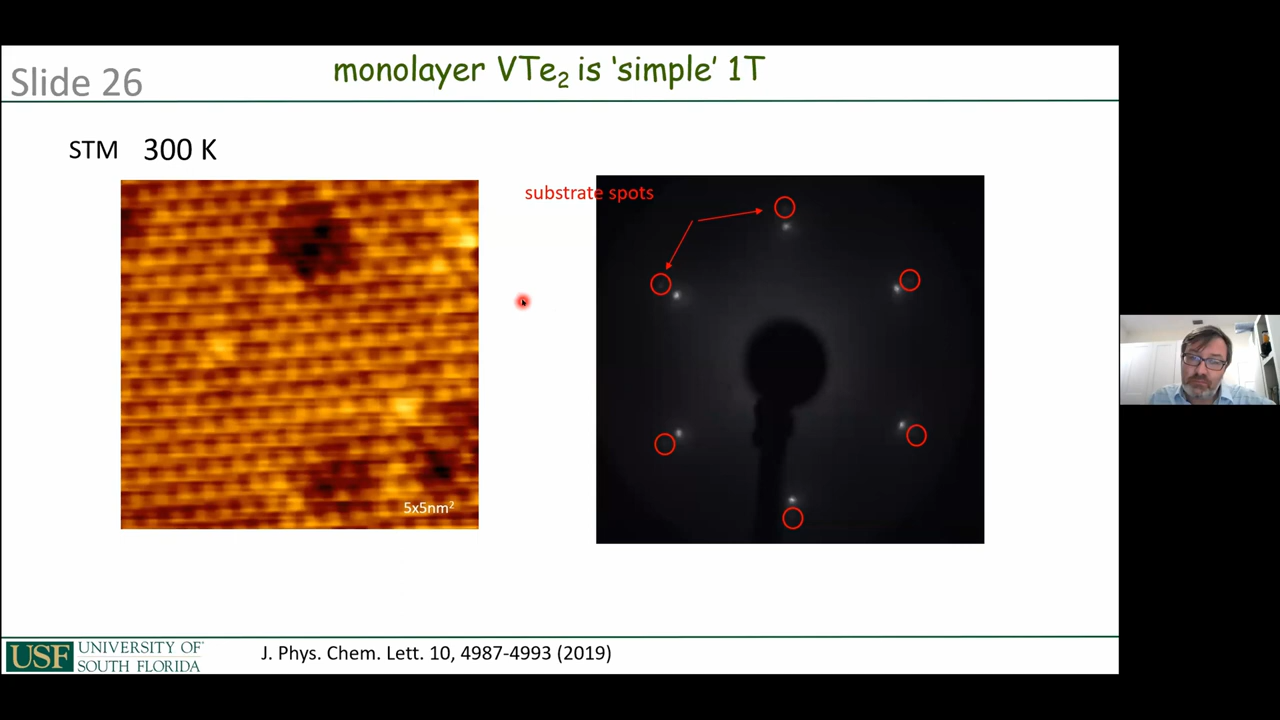 Slide 26
monolayer VTe₂ is ‘simple’ 1T
STM 300 K
substrate spots
5x5nm²
USF UNIVERSITY OF
SOUTH FLORIDA
J. Phys. Chem. Lett. 10, 4987-4993 (2019)